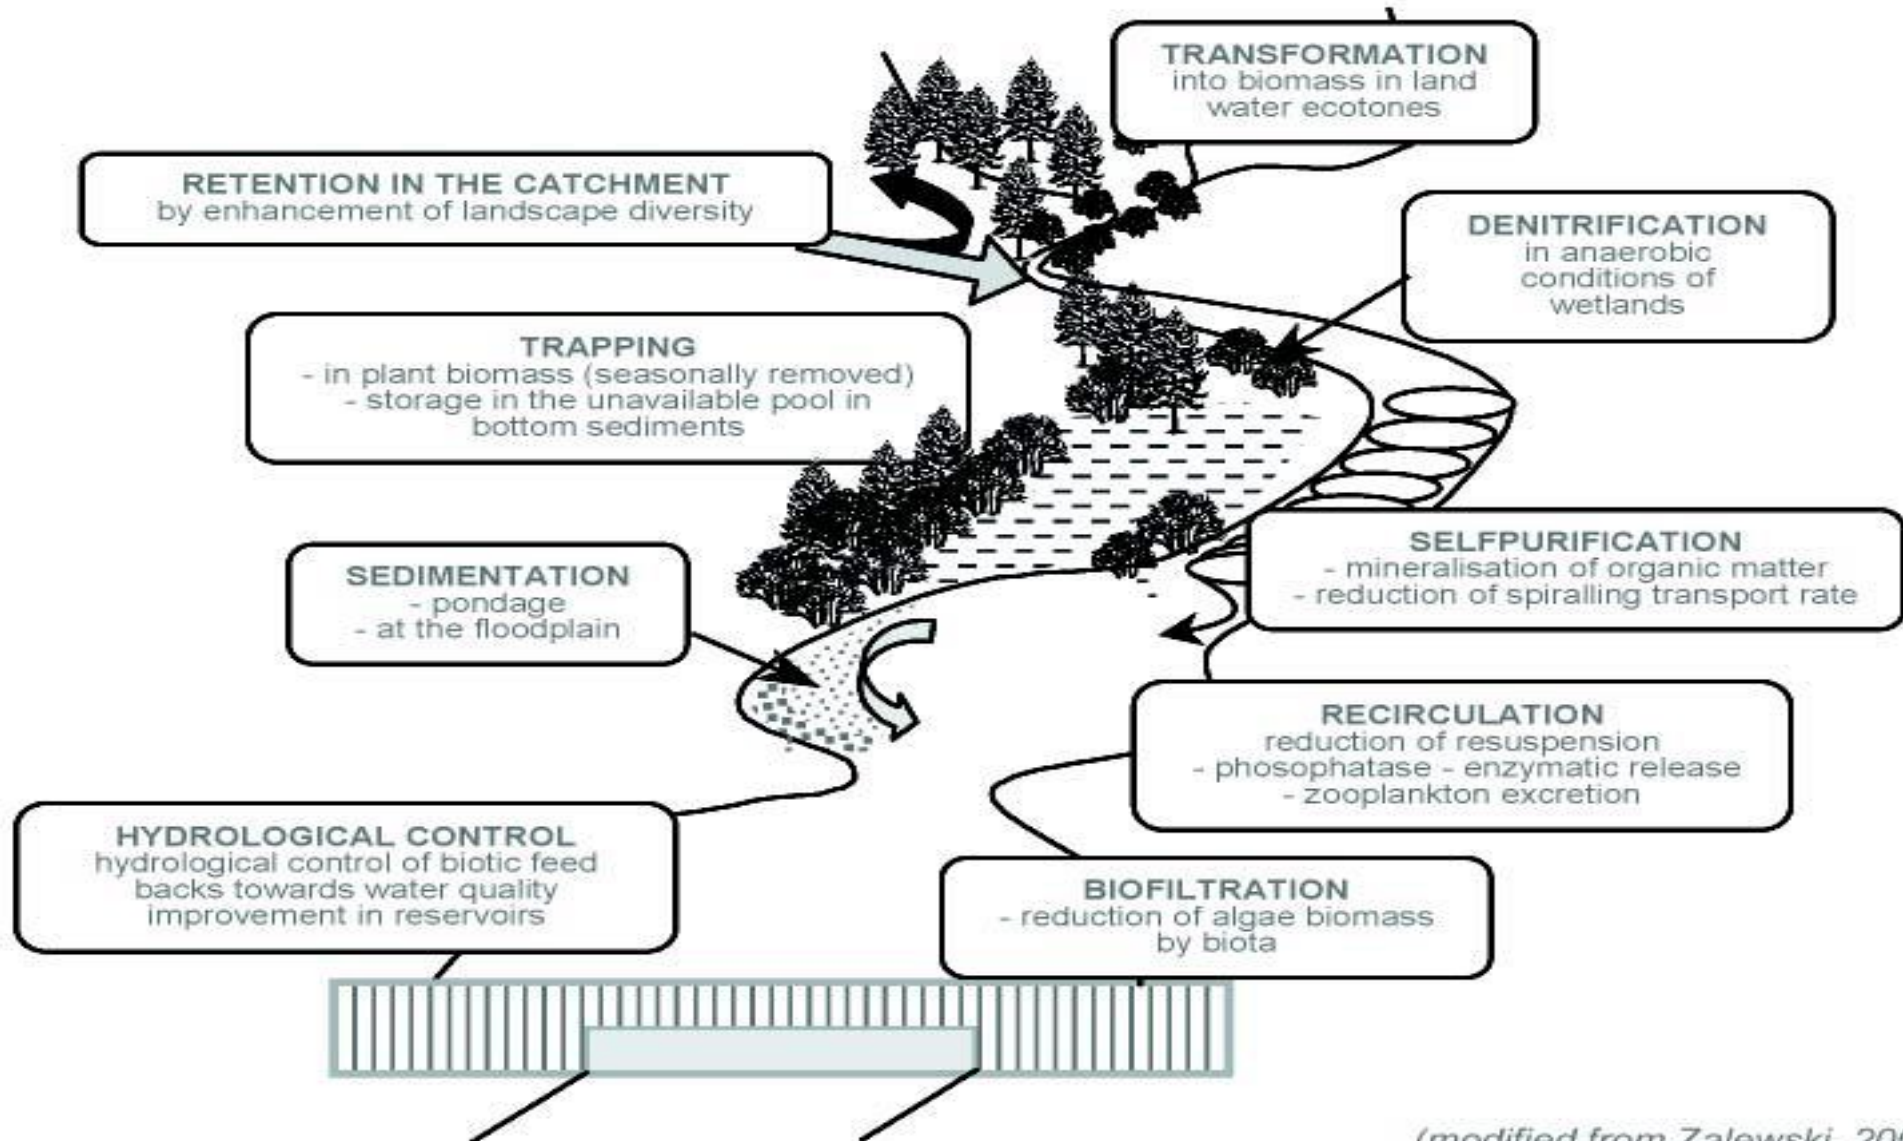 TRANSFORMATION
into biomass in land
water ecotones
RETENTION IN THE CATCHMENT
by enhancement of landscape diversity
DENITRIFICATION
in anaerobic
conditions of
wetlands
TRAPPING
- in plant biomass (seasonally removed)
- storage in the unavailable pool in
bottom sediments
SELFPURIFICATION
- mineralisation of organic matter
- reduction of spiralling transport rate
SEDIMENTATION
- pondage
- at the floodplain
RECIRCULATION
reduction of resuspension
- phosophatase - enzymatic release
- zooplankton excretion
HYDROLOGICAL CONTROL
hydrological control of biotic feed
backs towards water quality
improvement in reservoirs
BIOFILTRATION
- reduction of algae biomass
by biota
(modified from Zalewski